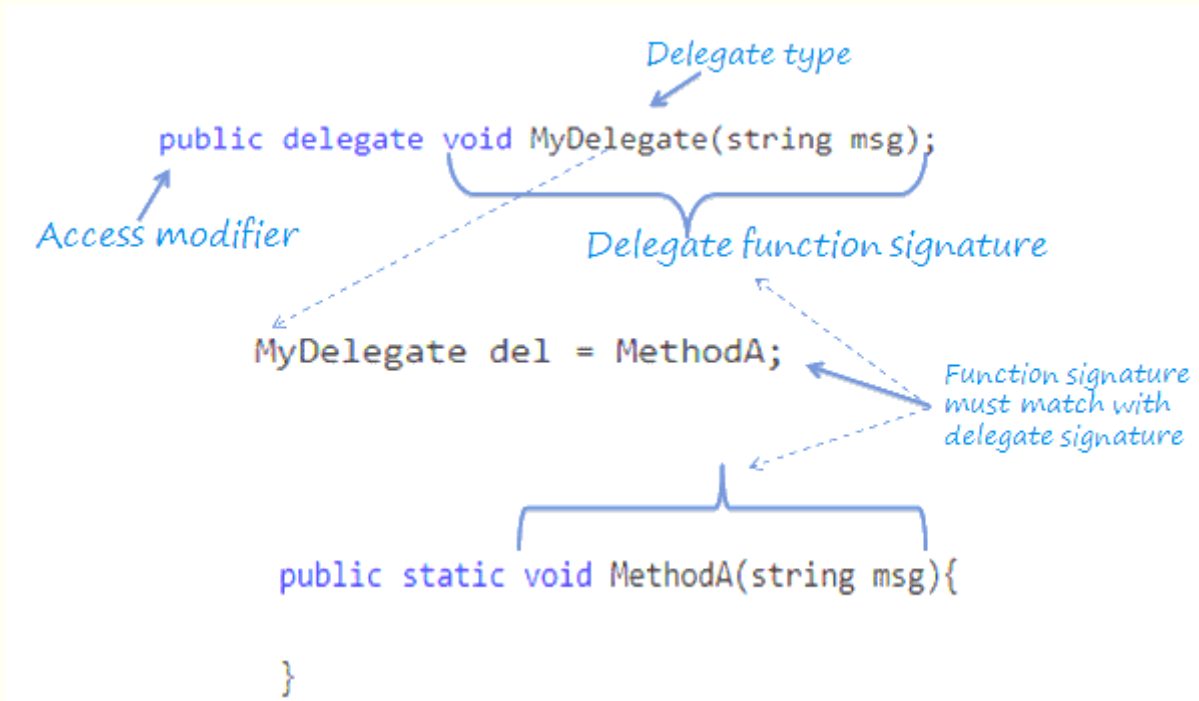 Delegate type
public delegate void MyDelegate(string msg);
Access modifier
Delegate function signature
MyDelegate del = MethodA;
Function signature
must match with
delegate signature
public static void MethodA(string msg){
}